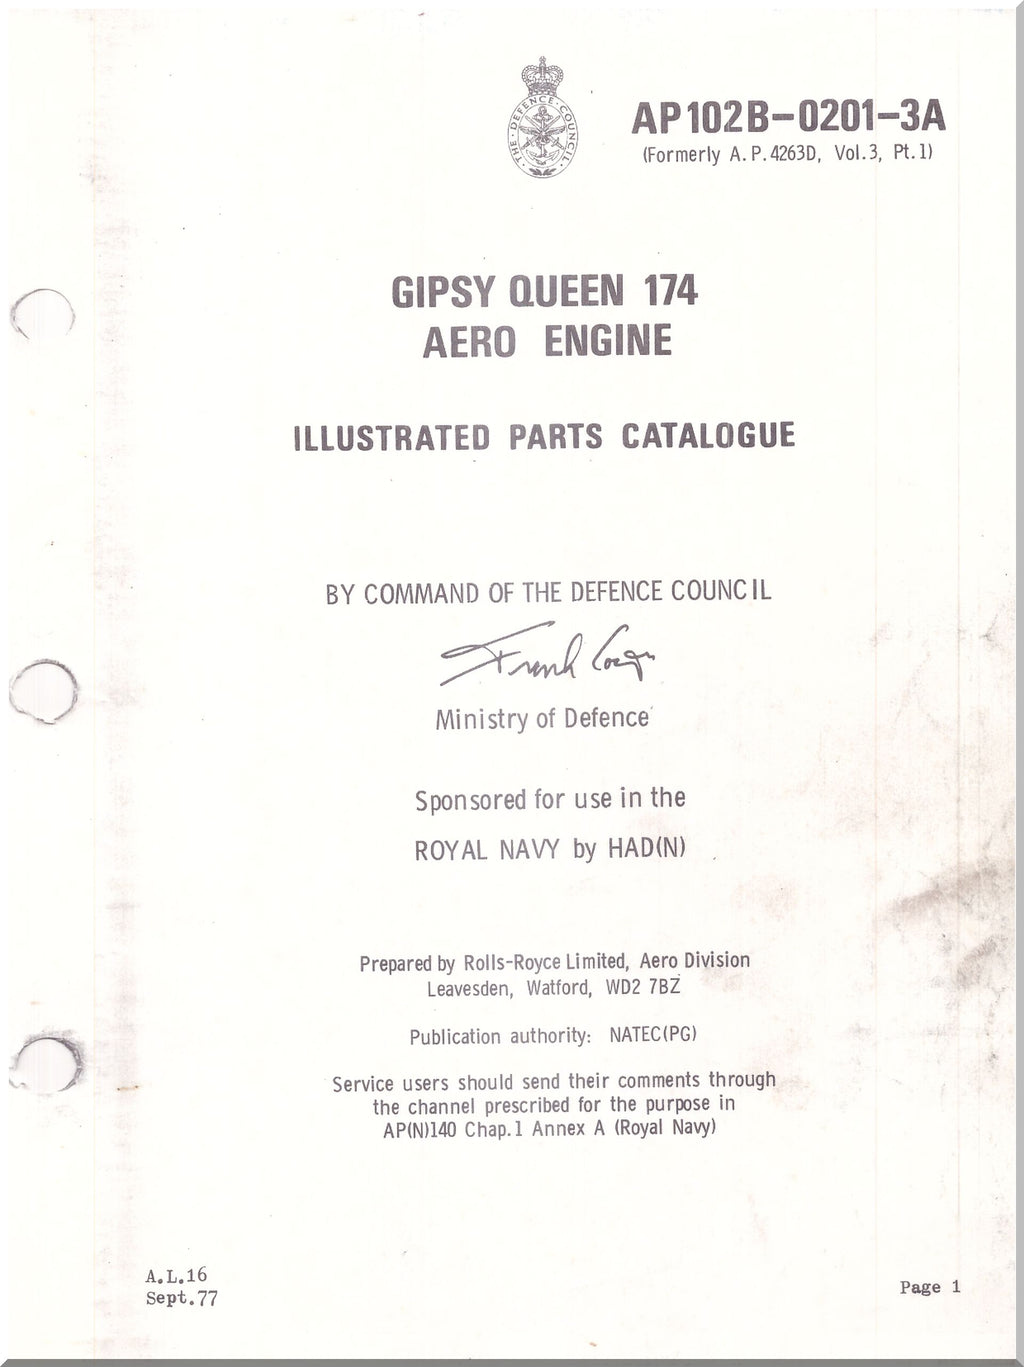 THE · DEFENCE · COUNCIL
AP102B-0201-3A
(Formerly A.P.4263D, Vol.3, Pt.1)
GIPSY QUEEN 174
AERO ENGINE
ILLUSTRATED PARTS CATALOGUE
BY COMMAND OF THE DEFENCE COUNCIL
Frank
Ministry of Defence
Sponsored for use in the
ROYAL NAVY by HAD(N)
Prepared by Rolls-Royce Limited, Aero Division
Leavesden, Watford, WD2 7BZ
Publication authority: NATEC(PG)
Service users should send their comments through
the channel prescribed for the purpose in
AP(N)140 Chap.1 Annex A (Royal Navy)
A.L.16
Sept.77
Page 1